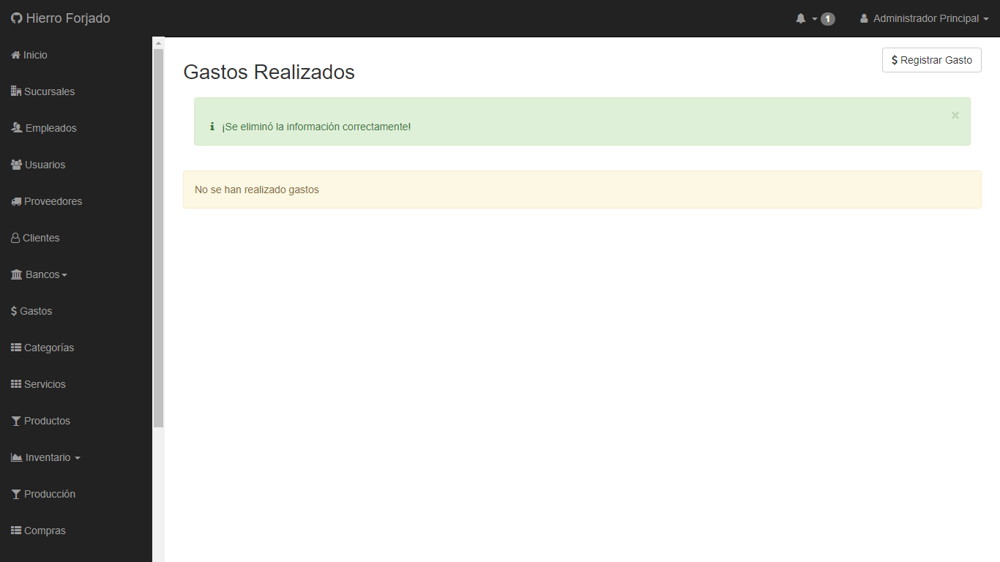 Hierro Forjado
1
Administrador Principal
Inicio
Sucursales
Empleados
Usuarios
Proveedores
Clientes
Bancos
$ Gastos
Categorías
Servicios
Productos
Inventario
Producción
Compras
$ Registrar Gasto
Gastos Realizados
¡Se eliminó la información correctamente!
×
No se han realizado gastos